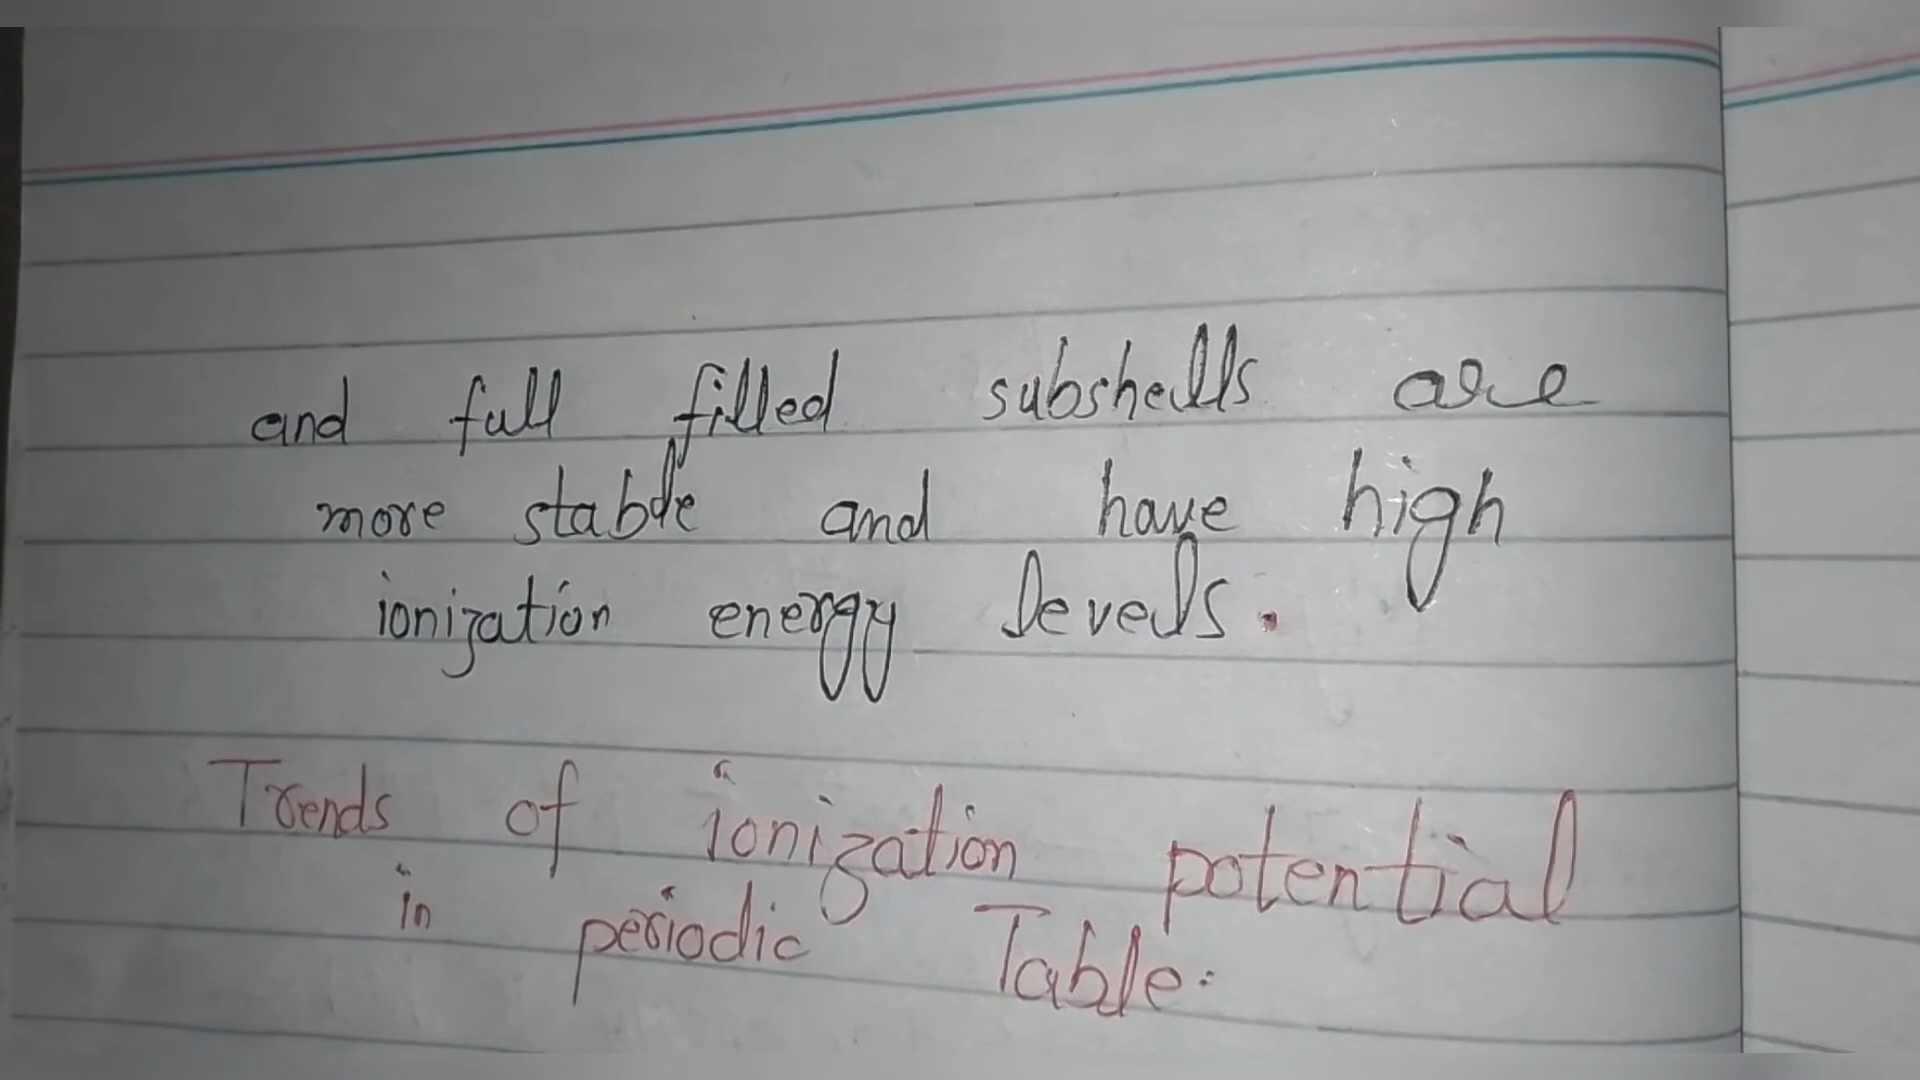 and full filled subshells are
more stable and have high
ionization energy levels.
Trends of ionization potential
in periodic Table.